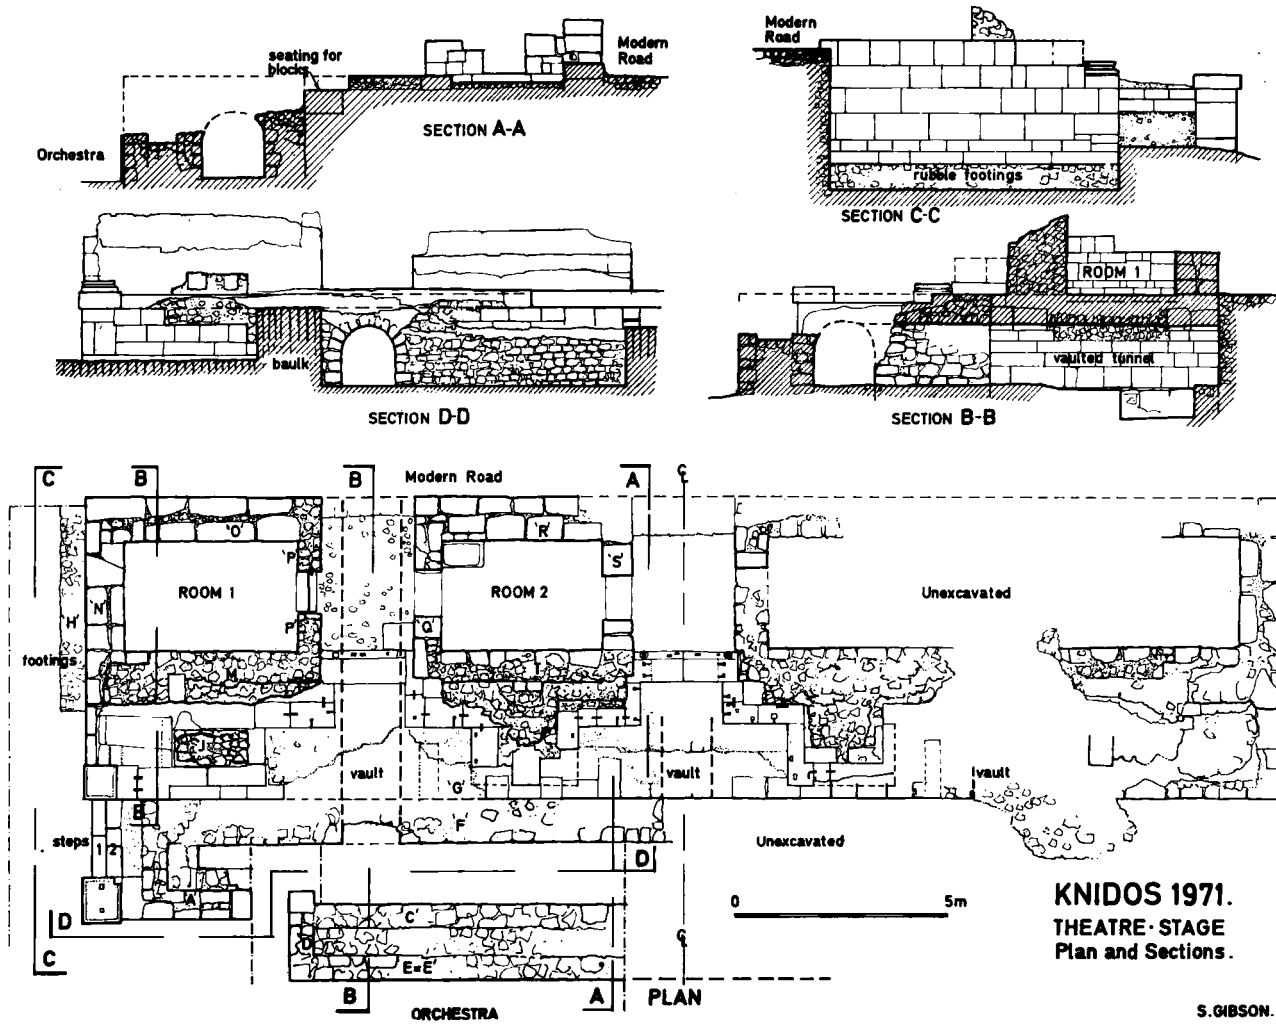 seating for
blocks
Modern
Road
SECTION A-A
Orchestra
Modern
Road
rubble footings
SECTION C-C
baulk
SECTION D-D
ROOM 1
vaulted tunnel
SECTION B-B
C
B
B
Modern Road
A
℄
'O'
'R'
'P'
'S'
ROOM 1
ROOM 2
Unexcavated
'N'
'H'
P'
'Q'
footings
M
I
J
vault
vault
vault
'G'
B
'F'
steps
1 2
Unexcavated
D
A
C'
D
D
0
5m
℄
C
E=E'
B
A
PLAN
ORCHESTRA
KNIDOS 1971.
THEATRE·STAGE
Plan and Sections.
S.GIBSON.